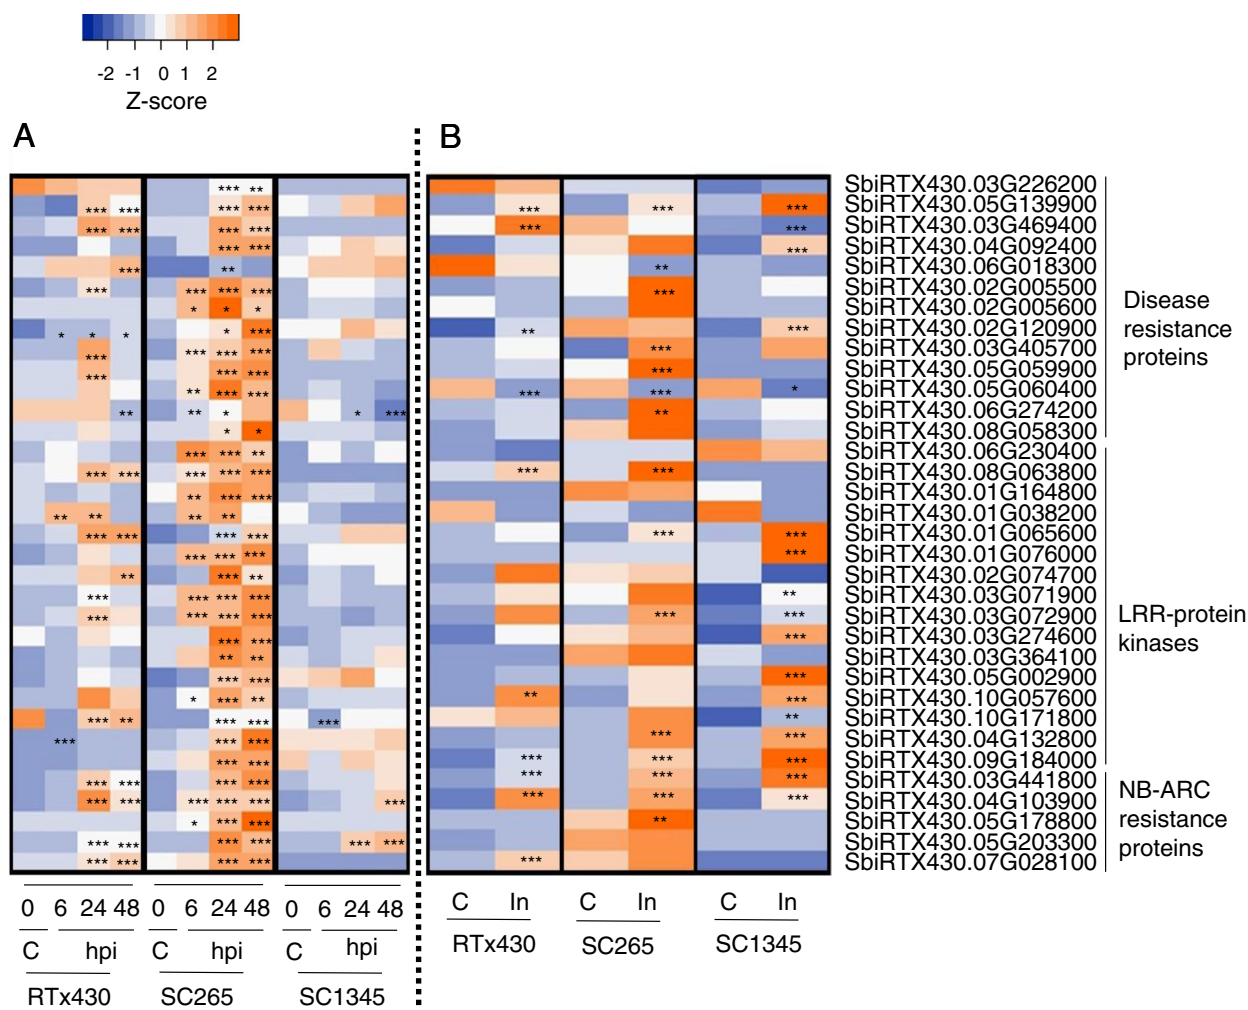 -2 -1 0 1 2
Z-score
A
B
SbiRTX430.03G226200
SbiRTX430.05G139900
SbiRTX430.03G469400
SbiRTX430.04G092400
SbiRTX430.06G018300
SbiRTX430.02G005500
SbiRTX430.02G005600
SbiRTX430.02G120900
SbiRTX430.03G405700
SbiRTX430.05G059900
SbiRTX430.05G060400
SbiRTX430.06G274200
SbiRTX430.08G058300
SbiRTX430.06G230400
SbiRTX430.08G063800
SbiRTX430.01G164800
SbiRTX430.01G038200
SbiRTX430.01G065600
SbiRTX430.01G076000
SbiRTX430.02G074700
SbiRTX430.03G071900
SbiRTX430.03G072900
SbiRTX430.03G274600
SbiRTX430.03G364100
SbiRTX430.05G002900
SbiRTX430.10G057600
SbiRTX430.10G171800
SbiRTX430.04G132800
SbiRTX430.09G184000
SbiRTX430.03G441800
SbiRTX430.04G103900
SbiRTX430.05G178800
SbiRTX430.05G203300
SbiRTX430.07G028100
Disease
resistance
proteins
LRR-protein
kinases
NB-ARC
resistance
proteins
0 6 24 48 0 6 24 48 0 6 24 48
C hpi C hpi C hpi
RTx430 SC265 SC1345
C In C In C In
RTx430 SC265 SC1345